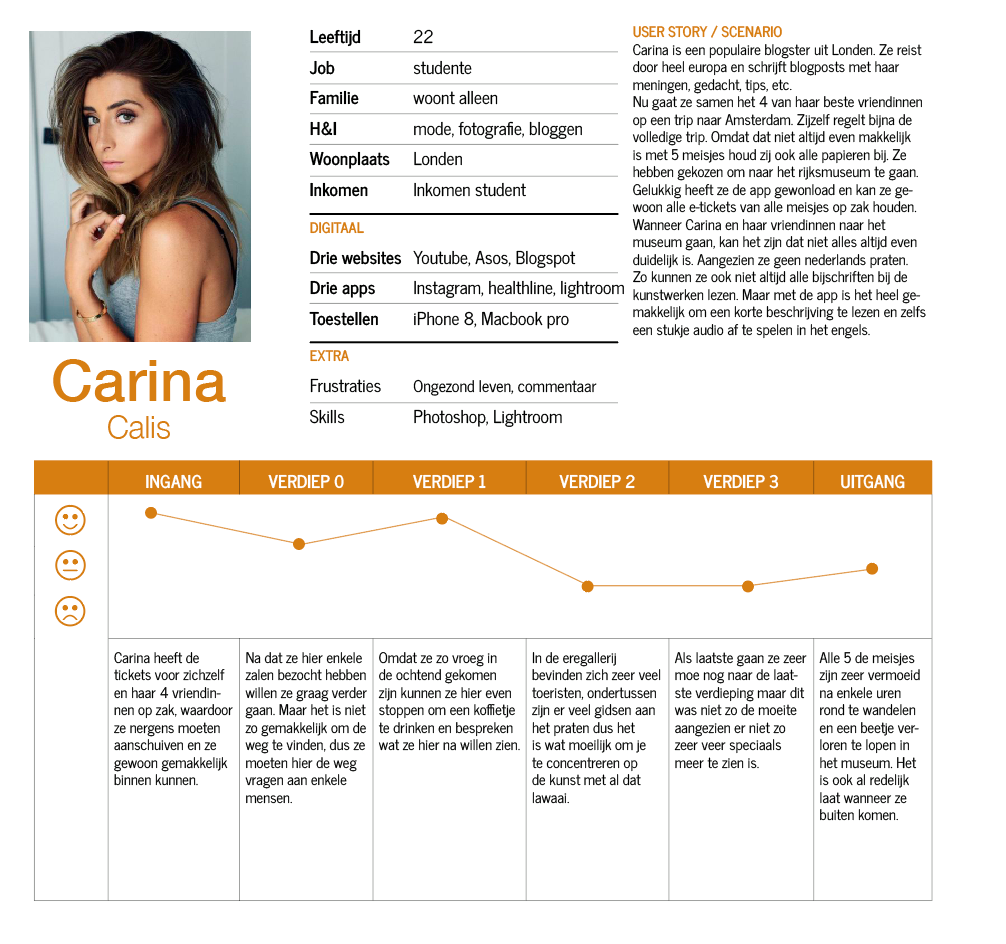 Carina
Calis
Leeftijd 22
Job studente
Familie woont alleen
H&I mode, fotografie, bloggen
Woonplaats Londen
Inkomen Inkomen student
DIGITAAL
Drie websites Youtube, Asos, Blogspot
Drie apps Instagram, healthline, lightroom
Toestellen iPhone 8, Macbook pro
EXTRA
Frustraties Ongezond leven, commentaar
Skills Photoshop, Lightroom
USER STORY / SCENARIO
Carina is een populaire blogster uit Londen. Ze reist
door heel europa en schrijft blogposts met haar
meningen, gedacht, tips, etc.
Nu gaat ze samen het 4 van haar beste vriendinnen
op een trip naar Amsterdam. Zijzelf regelt bijna de
volledige trip. Omdat dat niet altijd even makkelijk
is met 5 meisjes houd zij ook alle papieren bij. Ze
hebben gekozen om naar het rijksmuseum te gaan.
Gelukkig heeft ze de app gewonload en kan ze ge-
woon alle e-tickets van alle meisjes op zak houden.
Wanneer Carina en haar vriendinnen naar het
museum gaan, kan het zijn dat niet alles altijd even
duidelijk is. Aangezien ze geen nederlands praten.
Zo kunnen ze ook niet altijd alle bijschriften bij de
kunstwerken lezen. Maar met de app is het heel ge-
makkelijk om een korte beschrijving te lezen en zelfs
een stukje audio af te spelen in het engels.
INGANG VERDIEP 0 VERDIEP 1 VERDIEP 2 VERDIEP 3 UITGANG
Carina heeft de
tickets voor zichzelf
en haar 4 vriendin-
nen op zak, waardoor
ze nergens moeten
aanschuiven en ze
gewoon gemakkelijk
binnen kunnen.
Na dat ze hier enkele
zalen bezocht hebben
willen ze graag verder
gaan. Maar het is niet
zo gemakkelijk om de
weg te vinden, dus ze
moeten hier de weg
vragen aan enkele
mensen.
Omdat ze zo vroeg in
de ochtend gekomen
zijn kunnen ze hier even
stoppen om een koffietje
te drinken en bespreken
wat ze hier na willen zien.
In de eregallerij
bevinden zich zeer veel
toeristen, ondertussen
zijn er veel gidsen aan
het praten dus het
is wat moeilijk om je
te concentreren op
de kunst met al dat
lawaai.
Als laatste gaan ze zeer
moe nog naar de laat-
ste verdieping maar dit
was niet zo de moeite
aangezien er niet zo
zeer veer speciaals
meer te zien is.
Alle 5 de meisjes
zijn zeer vermoeid
na enkele uren
rond te wandelen
en een beetje ver-
loren te lopen in
het museum. Het
is ook al redelijk
laat wanneer ze
buiten komen.